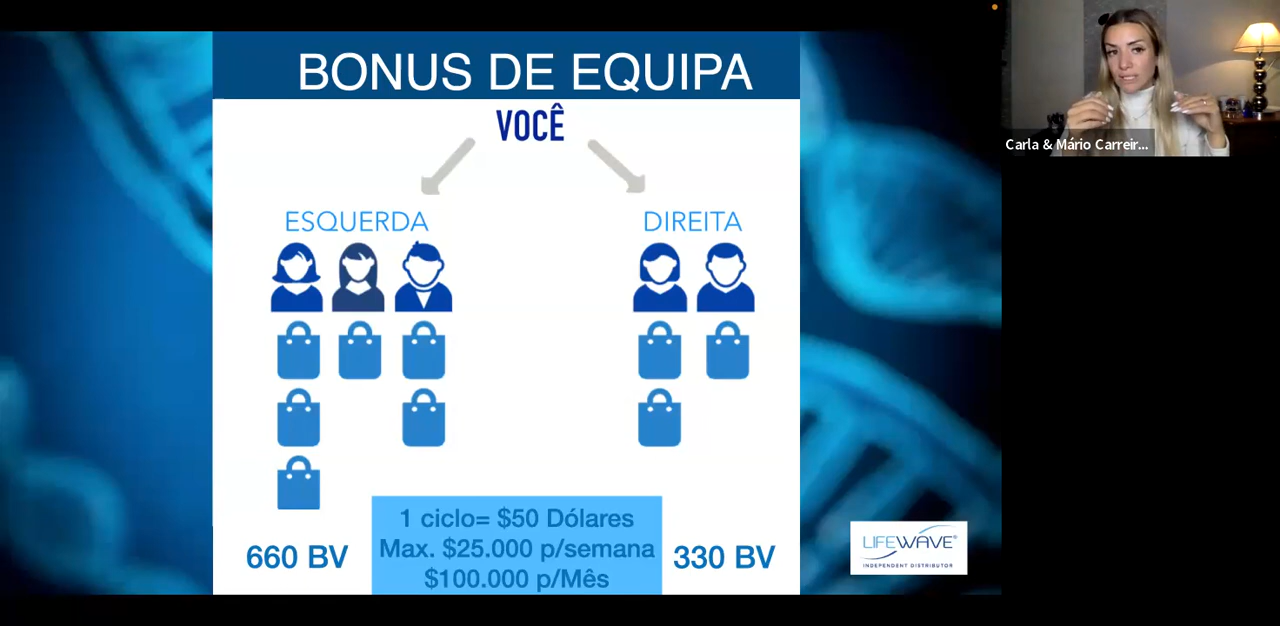 BONUS DE EQUIPA
VOCÊ
ESQUERDA
DIREITA
1 ciclo= $50 Dólares
Max. $25.000 p/semana
$100.000 p/Mês
660 BV
330 BV
LIFEWAVE®
INDEPENDENT DISTRIBUTOR
Carla & Mário Carreir...